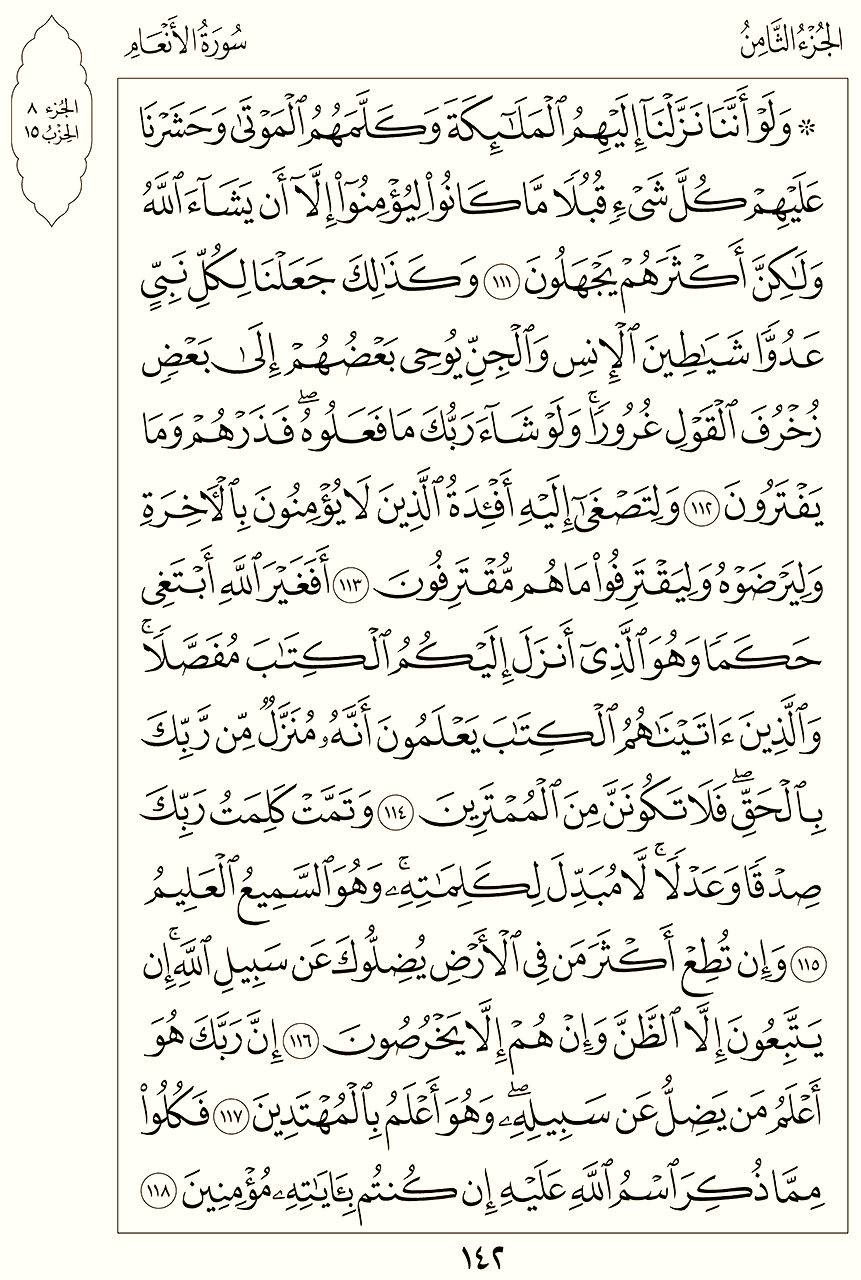 الجُزْءُ الثَّامِنُ
سُورَةُ الأَنْعَامِ
الجُزء ٨
الحِزْبُ ١٥
۞ وَلَوْ أَنَّنَا نَزَّلْنَآ إِلَيْهِمُ ٱلْمَلَـٰٓئِكَةَ وَكَلَّمَهُمُ ٱلْمَوْتَىٰ وَحَشَرْنَا
عَلَيْهِمْ كُلَّ شَىْءٍ قُبُلًا مَّا كَانُوا۟ لِيُؤْمِنُوٓا۟ إِلَّآ أَن يَشَآءَ ٱللَّهُ
وَلَـٰكِنَّ أَكْثَرَهُمْ يَجْهَلُونَ ١١١ وَكَذَٰلِكَ جَعَلْنَا لِكُلِّ نَبِىٍّ
عَدُوًّا شَيَـٰطِينَ ٱلْإِنسِ وَٱلْجِنِّ يُوحِى بَعْضُهُمْ إِلَىٰ بَعْضٍ
زُخْرُفَ ٱلْقَوْلِ غُرُورًا ۚ وَلَوْ شَآءَ رَبُّكَ مَا فَعَلُوهُ ۖ فَذَرْهُمْ وَمَا
يَفْتَرُونَ ١١٢ وَلِتَصْغَىٰٓ إِلَيْهِ أَفْـِٔدَةُ ٱلَّذِينَ لَا يُؤْمِنُونَ بِٱلْـَٔاخِرَةِ
وَلِيَرْضَوْهُ وَلِيَقْتَرِفُوا۟ مَا هُم مُّقْتَرِفُونَ ١١٣ أَفَغَيْرَ ٱللَّهِ أَبْتَغِى
حَكَمًا وَهُوَ ٱلَّذِىٓ أَنزَلَ إِلَيْكُمُ ٱلْكِتَـٰبَ مُفَصَّلًا ۚ
وَٱلَّذِينَ ءَاتَيْنَـٰهُمُ ٱلْكِتَـٰبَ يَعْلَمُونَ أَنَّهُۥ مُنَزَّلٌ مِّن رَّبِّكَ
بِٱلْحَقِّ ۖ فَلَا تَكُونَنَّ مِنَ ٱلْمُمْتَرِينَ ١١٤ وَتَمَّتْ كَلِمَتُ رَبِّكَ
صِدْقًا وَعَدْلًا ۚ لَّا مُبَدِّلَ لِكَلِمَـٰتِهِۦ ۚ وَهُوَ ٱلسَّمِيعُ ٱلْعَلِيمُ
١١٥ وَإِن تُطِعْ أَكْثَرَ مَن فِى ٱلْأَرْضِ يُضِلُّوكَ عَن سَبِيلِ ٱللَّهِ ۚ إِن
يَتَّبِعُونَ إِلَّا ٱلظَّنَّ وَإِنْ هُمْ إِلَّا يَخْرُصُونَ ١١٦ إِنَّ رَبَّكَ هُوَ
أَعْلَمُ مَن يَضِلُّ عَن سَبِيلِهِۦ ۖ وَهُوَ أَعْلَمُ بِٱلْمُهْتَدِينَ ١١٧ فَكُلُوا۟
مِمَّا ذُكِرَ ٱسْمُ ٱللَّهِ عَلَيْهِ إِن كُنتُم بِـَٔايَـٰتِهِۦ مُؤْمِنِينَ ١١٨
١٤٢